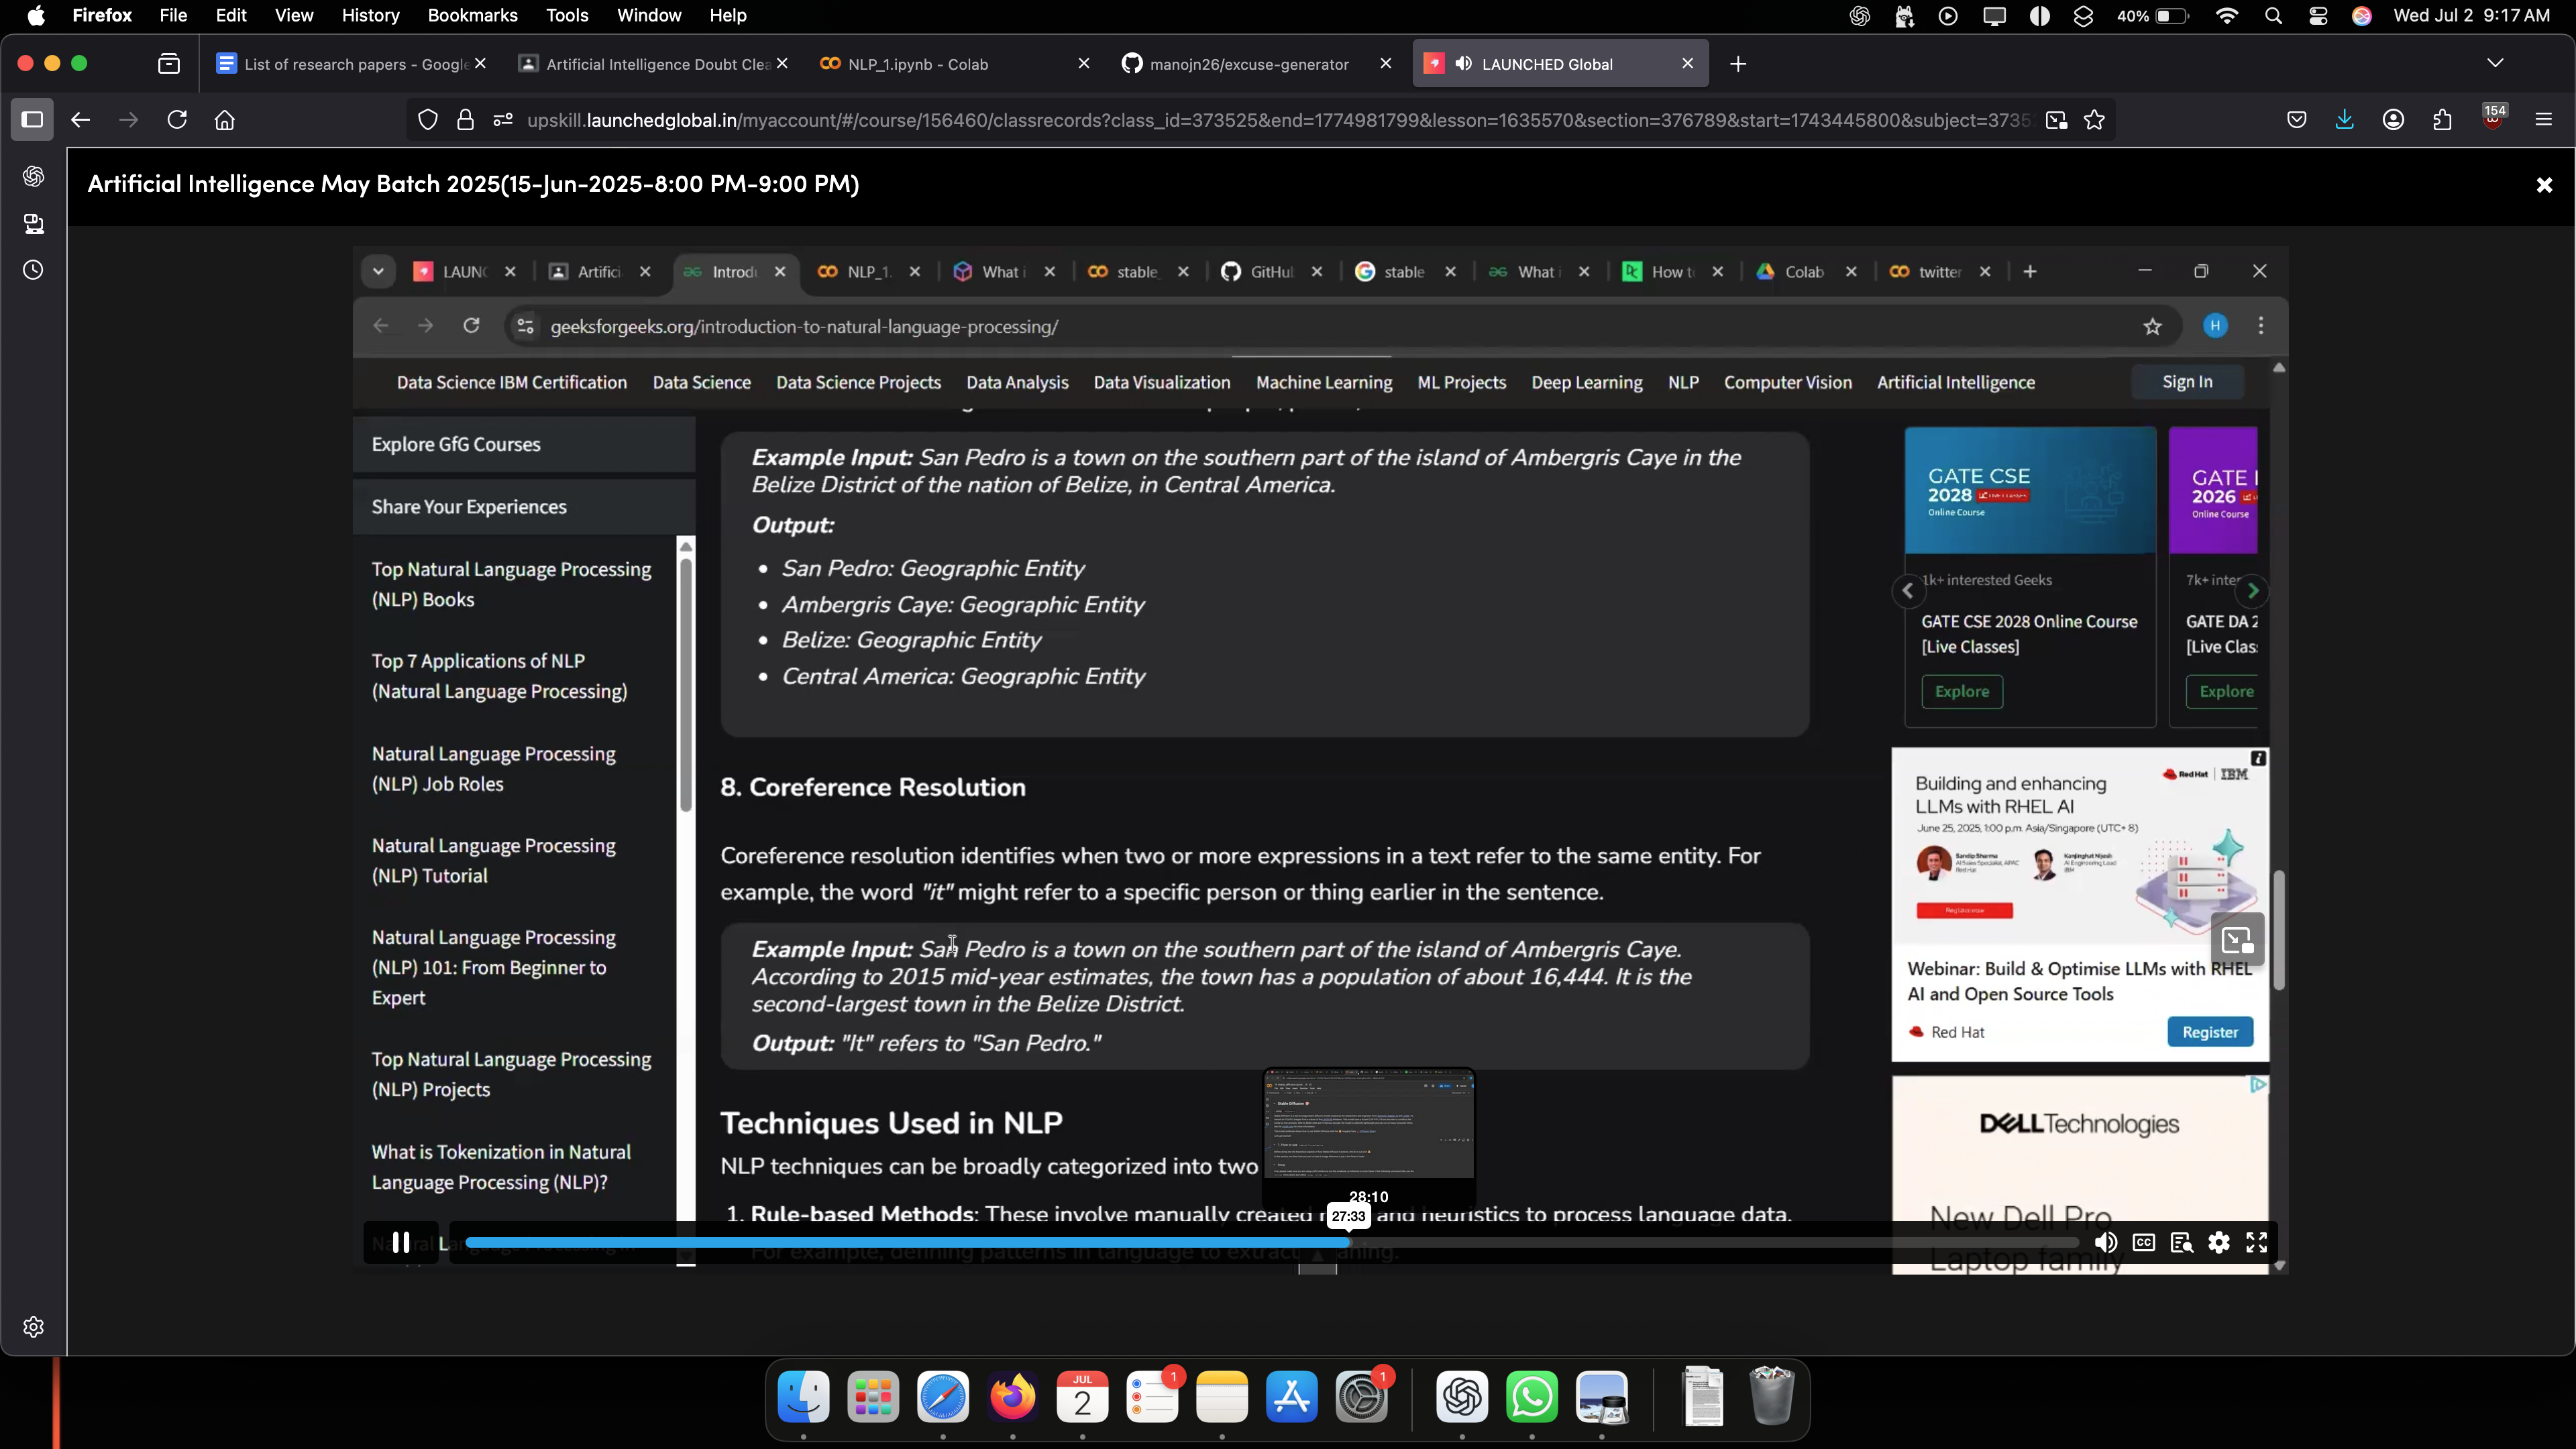 Firefox File Edit View History Bookmarks Tools Window Help 40% Wed Jul 2 9:17 AM
List of research papers - Google
Artificial Intelligence Doubt Clea
NLP_1.ipynb - Colab
manojn26/excuse-generator
LAUNCHED Global
upskill.launchedglobal.in/myaccount/#/course/156460/classrecords?class_id=373525&end=1774981799&lesson=1635570&section=376789&start=1743445800&subject=3735
154
Artificial Intelligence May Batch 2025(15-Jun-2025-8:00 PM-9:00 PM)
LAUNC Artifici Introdu NLP_1. What i stable_ GitHu stable What i How to Colab twitter
geeksforgeeks.org/introduction-to-natural-language-processing/
H
Data Science IBM Certification Data Science Data Science Projects Data Analysis Data Visualization Machine Learning ML Projects Deep Learning NLP Computer Vision Artificial Intelligence Sign In
Explore GfG Courses
Share Your Experiences
Top Natural Language Processing
(NLP) Books
Top 7 Applications of NLP
(Natural Language Processing)
Natural Language Processing
(NLP) Job Roles
Natural Language Processing
(NLP) Tutorial
Natural Language Processing
(NLP) 101: From Beginner to
Expert
Top Natural Language Processing
(NLP) Projects
What is Tokenization in Natural
Language Processing (NLP)?
Example Input: San Pedro is a town on the southern part of the island of Ambergris Caye in the
Belize District of the nation of Belize, in Central America.
Output:
• San Pedro: Geographic Entity
• Ambergris Caye: Geographic Entity
• Belize: Geographic Entity
• Central America: Geographic Entity
8. Coreference Resolution
Coreference resolution identifies when two or more expressions in a text refer to the same entity. For
example, the word "it" might refer to a specific person or thing earlier in the sentence.
Example Input: San Pedro is a town on the southern part of the island of Ambergris Caye.
According to 2015 mid-year estimates, the town has a population of about 16,444. It is the
second-largest town in the Belize District.
Output: "It" refers to "San Pedro."
Techniques Used in NLP
NLP techniques can be broadly categorized into two
1. Rule-based Methods: These involve manually created and heuristics to process language data.
For example, defining patterns in language to extract
28:10
27:33
CC
GATE CSE
2028 LIVE CLASSES
Online Course
GATE
2026
Online Course
1k+ interested Geeks
7k+ inter
GATE CSE 2028 Online Course
[Live Classes]
GATE DA 2
[Live Clas
Explore
Explore
Red Hat IBM
Building and enhancing
LLMs with RHEL AI
June 25, 2025, 1:00 p.m. Asia/Singapore (UTC+ 8)
Webinar: Build & Optimise LLMs with RHEL
AI and Open Source Tools
Red Hat
Register
DELL Technologies
New Dell Pro
Laptop family
1
JUL
2
1